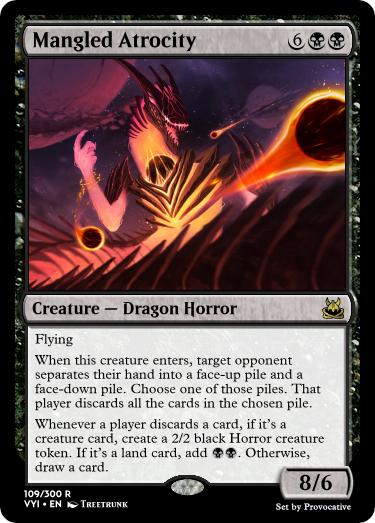 Mangled Atrocity 6
Creature — Dragon Horror
Flying
When this creature enters, target opponent
separates their hand into a face-up pile and a
face-down pile. Choose one of those piles. That
player discards all the cards in the chosen pile.
Whenever a player discards a card, if it's a
creature card, create a 2/2 black Horror creature
token. If it's a land card, add . Otherwise,
draw a card.
8/6
109/300 R
VYI • EN TREETRUNK
Set by Provocative